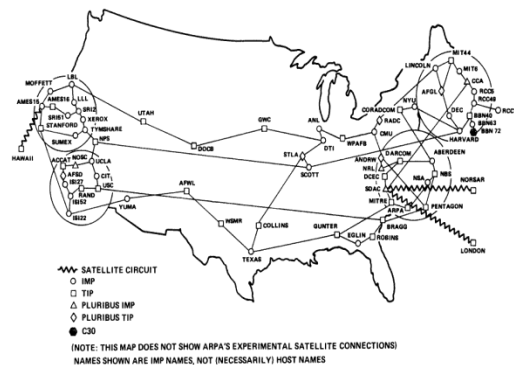 MIT44
LINCOLN
MIT6
MOFFETT
LBL
CCA
RCC5
AMES15
AMES16
LLL
AFGL
RCC49
RCC
SRI2
NYU
DEC
BBN40
SRI51
CORADCOM
BBN63
XEROX
RADC
BBN 72
STANFORD
UTAH
GWC
ANL
HARVARD
TYMSHARE
CMU
SUMEX
NPS
DOCB
DTI
WPAFB
ABERDEEN
HAWAII
STLA
ANDRW
DARCOM
ACCAT
NOSC
UCLA
SCOTT
NRL
AFSD
DCEC
NSA
NBS
NORSAR
ISI27
CIT
SDAC
RAND
USC
AFWL
ISI52
MITRE
ARPA
PENTAGON
ISI22
YUMA
WSMR
COLLINS
GUNTER
BRAGG
EGLIN
ROBINS
TEXAS
LONDON
SATELLITE CIRCUIT
IMP
TIP
PLURIBUS IMP
PLURIBUS TIP
C30
(NOTE: THIS MAP DOES NOT SHOW ARPA'S EXPERIMENTAL SATELLITE CONNECTIONS)
NAMES SHOWN ARE IMP NAMES, NOT (NECESSARILY) HOST NAMES